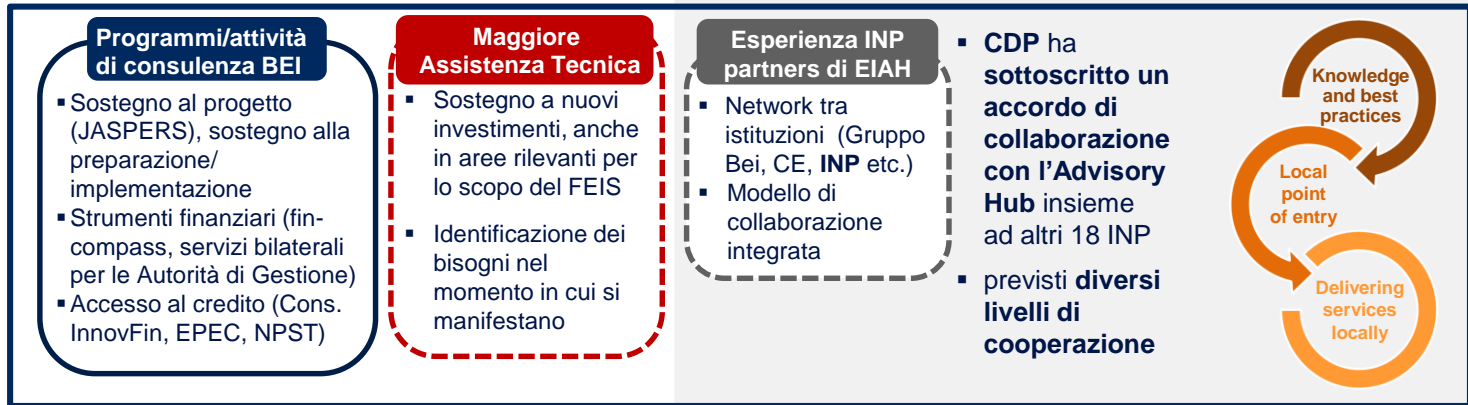 Programmi/attività
di consulenza BEI
▪ Sostegno al progetto
(JASPERS), sostegno alla
preparazione/
implementazione
▪ Strumenti finanziari (fin-
compass, servizi bilaterali
per le Autorità di Gestione)
▪ Accesso al credito (Cons.
InnovFin, EPEC, NPST)
Maggiore
Assistenza Tecnica
▪ Sostegno a nuovi
investimenti, anche
in aree rilevanti per
lo scopo del FEIS
▪ Identificazione dei
bisogni nel
momento in cui si
manifestano
Esperienza INP
partners di EIAH
▪ Network tra
istituzioni (Gruppo
Bei, CE, INP etc.)
▪ Modello di
collaborazione
integrata
▪ CDP ha
sottoscritto un
accordo di
collaborazione
con l’Advisory
Hub insieme
ad altri 18 INP
▪ previsti diversi
livelli di
cooperazione
Knowledge
and best
practices
Local
point
of entry
Delivering
services
locally